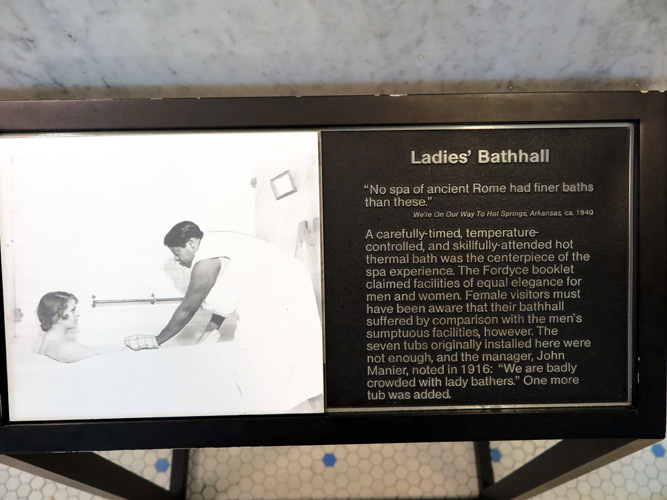 Ladies' Bathhall
"No spa of ancient Rome had finer baths
than these."
We're On Our Way To Hot Springs, Arkansas, ca. 1940
A carefully-timed, temperature-
controlled, and skillfully-attended hot
thermal bath was the centerpiece of the
spa experience. The Fordyce booklet
claimed facilities of equal elegance for
men and women. Female visitors must
have been aware that their bathhall
suffered by comparison with the men's
sumptuous facilities, however. The
seven tubs originally installed here were
not enough, and the manager, John
Manier, noted in 1916: "We are badly
crowded with lady bathers." One more
tub was added.